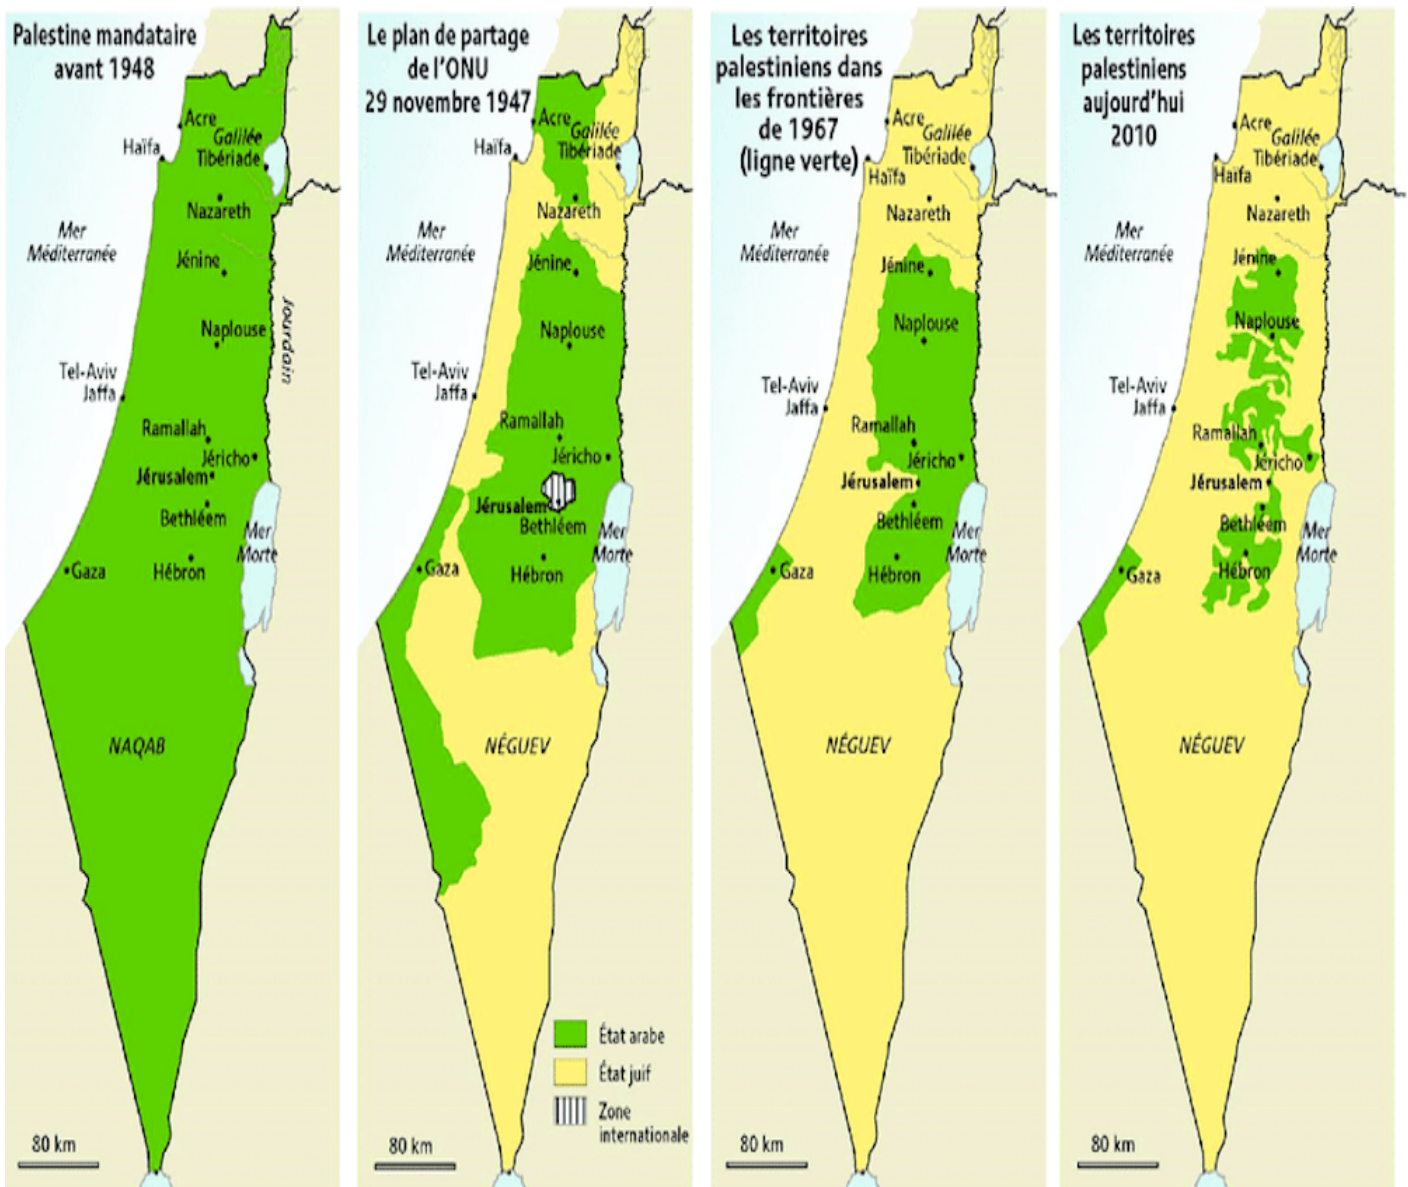 Palestine mandataire
avant 1948
Acre
Galilée
Haïfa
Tibériade
Nazareth
Mer
Méditerranée
Jénine
Jourdain
Naplouse
Tel-Aviv
Jaffa
Ramallah
Jéricho
Jérusalem
Bethléem
Mer
Morte
Gaza
Hébron
NAQAB
80 km
Le plan de partage
de l'ONU
29 novembre 1947
Acre
Galilée
Haïfa
Tibériade
Nazareth
Mer
Méditerranée
Jénine
Naplouse
Tel-Aviv
Jaffa
Ramallah
Jéricho
Jérusalem
Bethléem
Mer
Morte
Gaza
Hébron
NÉGUEV
État arabe
État juif
Zone
internationale
80 km
Les territoires
palestiniens dans
les frontières
de 1967
(ligne verte)
Acre
Galilée
Tibériade
Haïfa
Nazareth
Mer
Méditerranée
Jénine
Naplouse
Tel-Aviv
Jaffa
Ramallah
Jéricho
Jérusalem
Bethléem
Mer
Morte
Gaza
Hébron
NÉGUEV
80 km
Les territoires
palestiniens
aujourd'hui
2010
Acre
Galilée
Tibériade
Haïfa
Nazareth
Mer
Méditerranée
Jénine
Naplouse
Tel-Aviv
Jaffa
Ramallah
Jéricho
Jérusalem
Bethléem
Mer
Morte
Gaza
Hébron
NÉGUEV
80 km